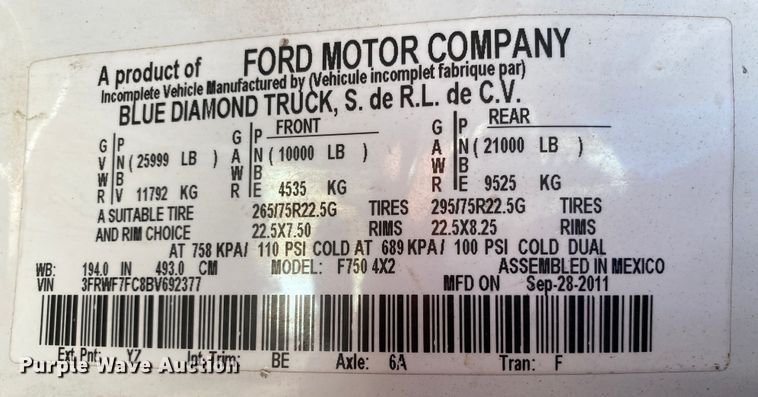 A product of FORD MOTOR COMPANY
Incomplete Vehicle Manufactured by (Vehicule incomplet fabrique par)
BLUE DIAMOND TRUCK, S. de R.L. de C.V.
G P FRONT G P REAR
V N ( 25999 LB ) A N ( 10000 LB ) A N ( 21000 LB )
W B W B W B
R V 11792 KG R E 4535 KG R E 9525 KG
A SUITABLE TIRE 265/75R22.5G TIRES 295/75R22.5G TIRES
AND RIM CHOICE 22.5X7.50 RIMS 22.5X8.25 RIMS
AT 758 KPA/ 110 PSI COLD AT 689 KPA/ 100 PSI COLD DUAL
WB: 194.0 IN 493.0 CM MODEL: F750 4X2 ASSEMBLED IN MEXICO
VIN 3FRWF7FC8BV692377 MFD ON Sep-28-2011
Ext. Pnt: YZ Int. Trim: BE Axle: 6A Tran: F
Purple Wave Auction